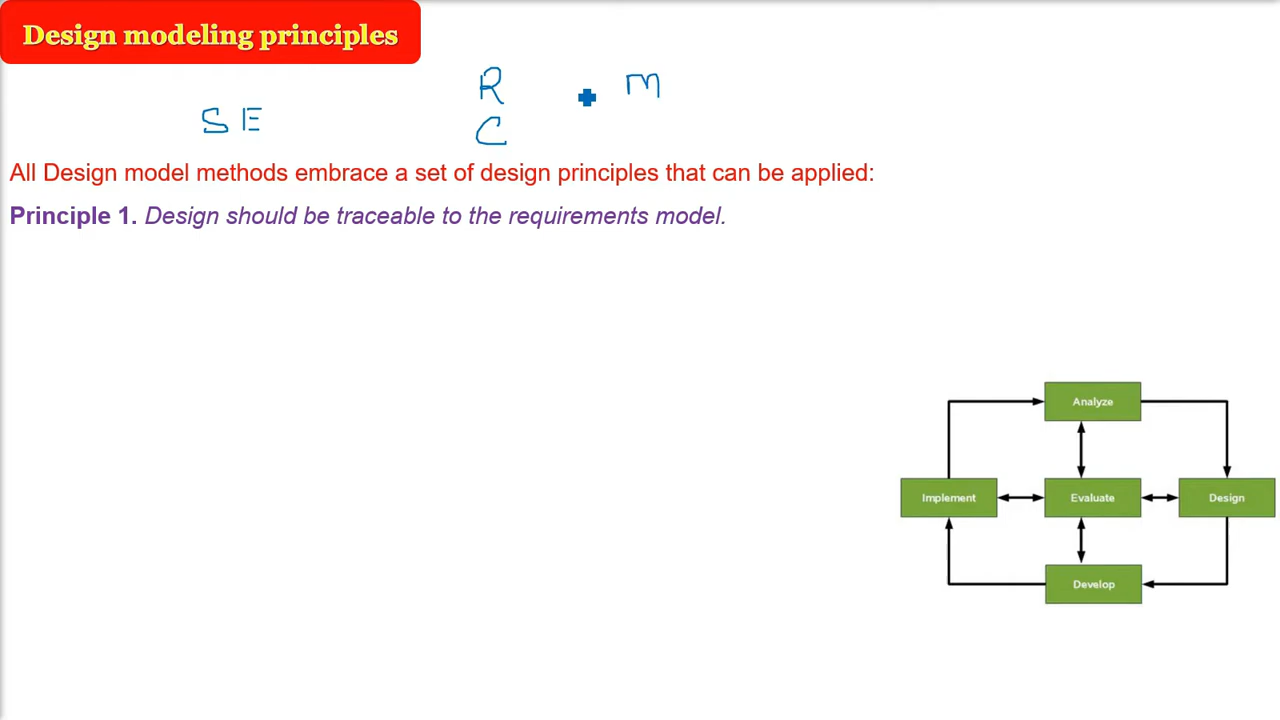 Design modeling principles
R m
S E
C
All Design model methods embrace a set of design principles that can be applied:
Principle 1. Design should be traceable to the requirements model.
Analyze
Implement Evaluate Design
Develop